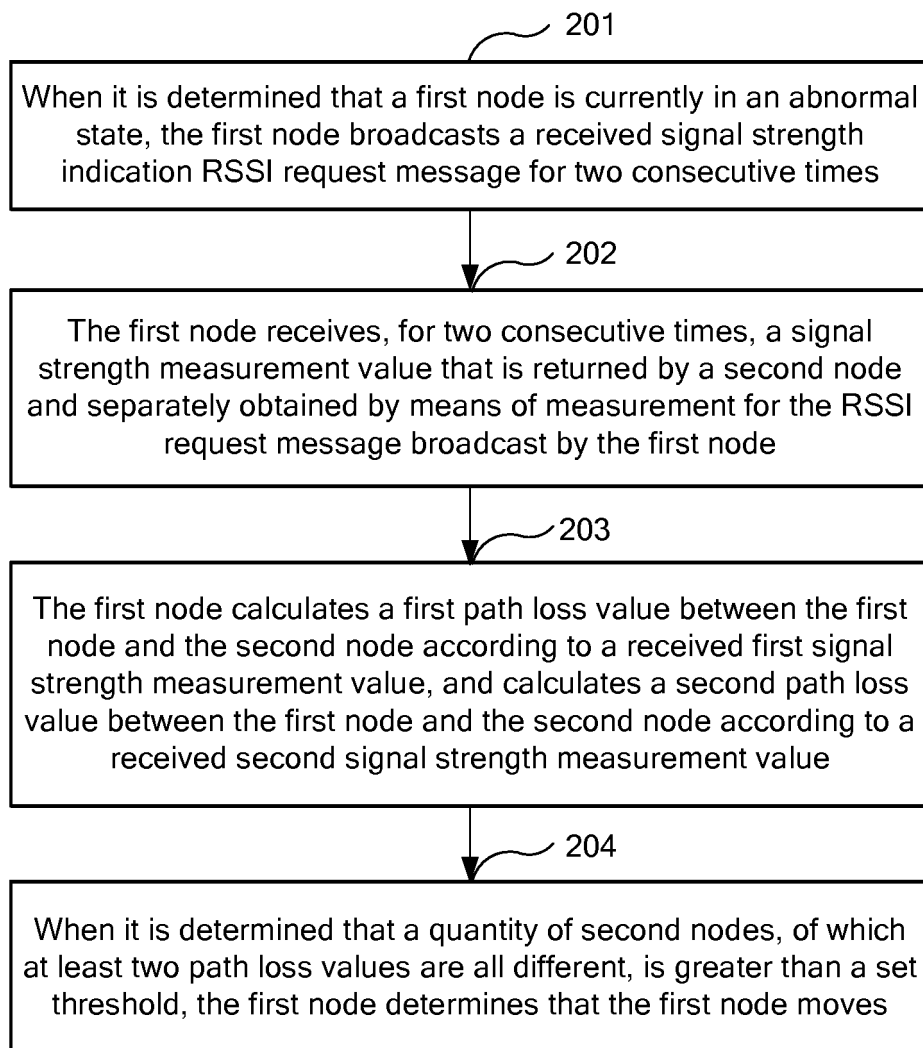 201
When it is determined that a first node is currently in an abnormal
state, the first node broadcasts a received signal strength
indication RSSI request message for two consecutive times
202
The first node receives, for two consecutive times, a signal
strength measurement value that is returned by a second node
and separately obtained by means of measurement for the RSSI
request message broadcast by the first node
203
The first node calculates a first path loss value between the first
node and the second node according to a received first signal
strength measurement value, and calculates a second path loss
value between the first node and the second node according to a
received second signal strength measurement value
204
When it is determined that a quantity of second nodes, of which
at least two path loss values are all different, is greater than a set
threshold, the first node determines that the first node moves